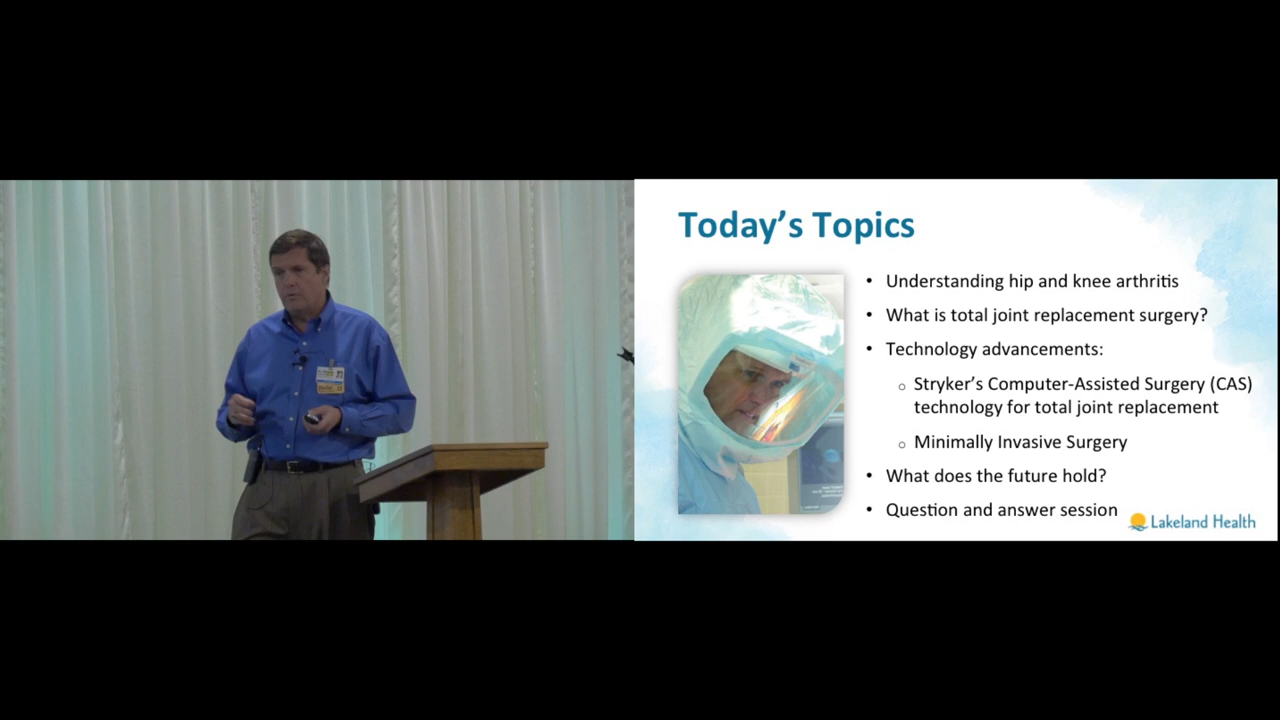 Today's Topics
• Understanding hip and knee arthritis
• What is total joint replacement surgery?
• Technology advancements:
○ Stryker's Computer-Assisted Surgery (CAS)
technology for total joint replacement
○ Minimally Invasive Surgery
• What does the future hold?
• Question and answer session
Lakeland Health